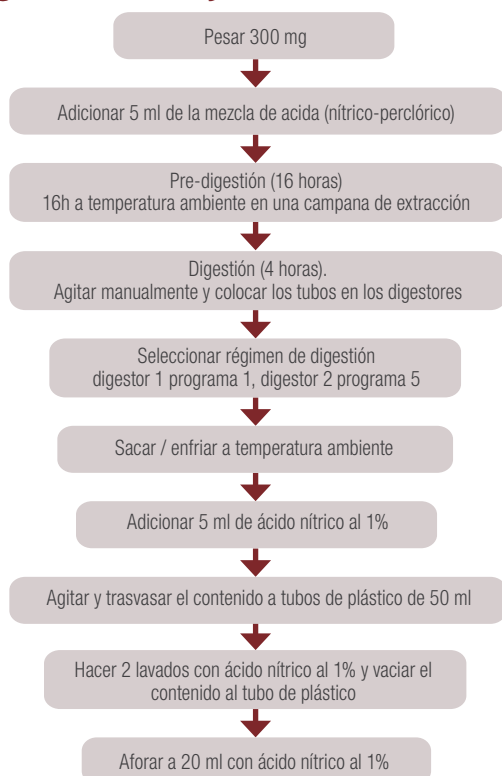 Pesar 300 mg
Adicionar 5 ml de la mezcla de acida (nítrico-perclórico)
Pre-digestión (16 horas)
16h a temperatura ambiente en una campana de extracción
Digestión (4 horas).
Agitar manualmente y colocar los tubos en los digestores
Seleccionar régimen de digestión
digestor 1 programa 1, digestor 2 programa 5
Sacar / enfriar a temperatura ambiente
Adicionar 5 ml de ácido nítrico al 1%
Agitar y trasvasar el contenido a tubos de plástico de 50 ml
Hacer 2 lavados con ácido nítrico al 1% y vaciar el
contenido al tubo de plástico
Aforar a 20 ml con ácido nítrico al 1%